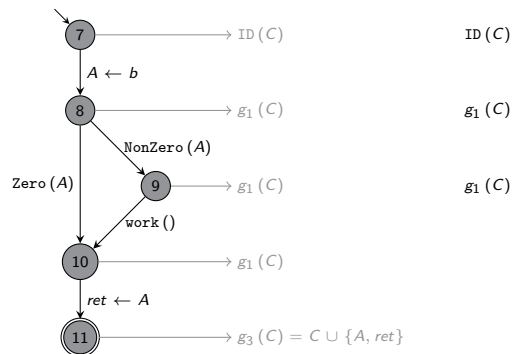 7 ID (C) ID (C)
A ← b
8 g₁ (C) g₁ (C)
NonZero (A)
Zero (A) 9 g₁ (C) g₁ (C)
work ()
10 g₁ (C)
ret ← A
11 g₃ (C) = C ∪ {A, ret}